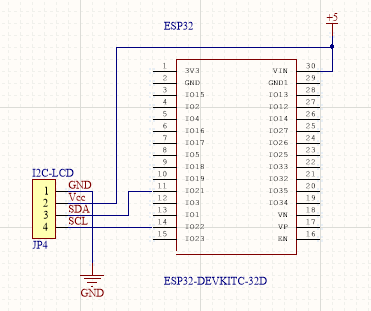 +5
ESP32
1 3V3 VIN 30
2 GND GND1 29
3 IO15 IO13 28
4 IO2 IO12 27
5 IO4 IO14 26
6 IO16 IO27 25
7 IO17 IO26 24
8 IO5 IO25 23
9 IO18 IO33 22
10 IO19 IO32 21
11 IO21 IO35 20
12 IO3 IO34 19
13 IO1 VN 18
14 IO22 VP 17
15 IO23 EN 16
I2C-LCD
1 GND
2 Vcc
3 SDA
4 SCL
JP4
ESP32-DEVKITC-32D
GND